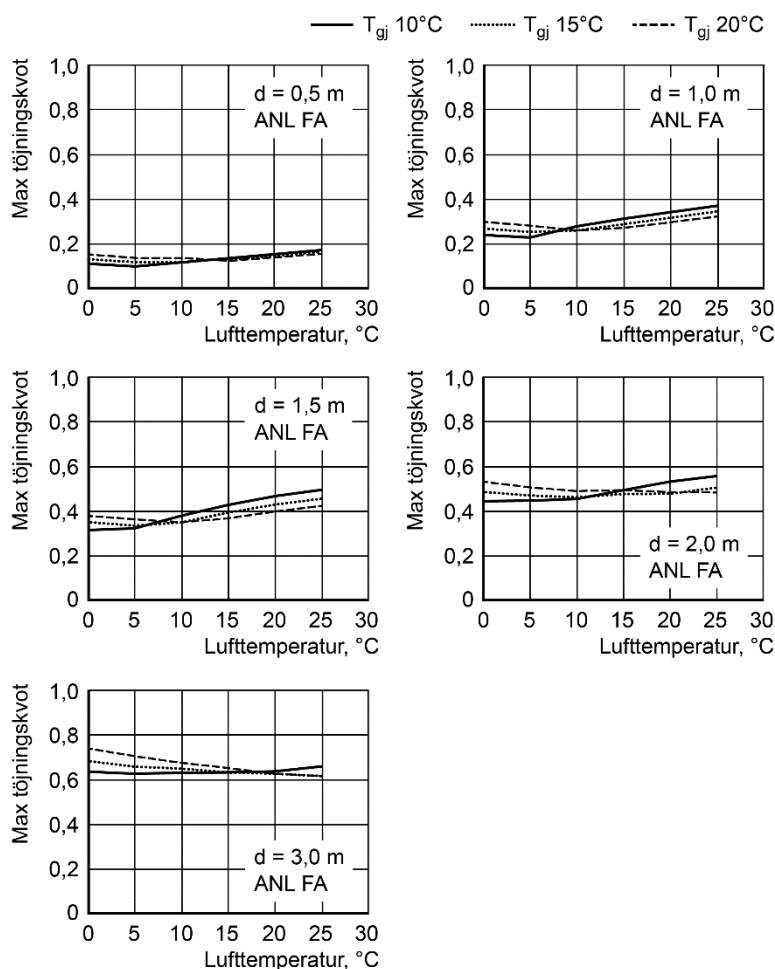 T_gj 10°C T_gj 15°C T_gj 20°C
Max töjningskvot
1,0
0,8
0,6
0,4
0,2
0
d = 0,5 m
ANL FA
0 5 10 15 20 25 30
Lufttemperatur, °C
Max töjningskvot
1,0
0,8
0,6
0,4
0,2
0
d = 1,0 m
ANL FA
0 5 10 15 20 25 30
Lufttemperatur, °C
Max töjningskvot
1,0
0,8
0,6
0,4
0,2
0
d = 1,5 m
ANL FA
0 5 10 15 20 25 30
Lufttemperatur, °C
Max töjningskvot
1,0
0,8
0,6
0,4
0,2
0
d = 2,0 m
ANL FA
0 5 10 15 20 25 30
Lufttemperatur, °C
Max töjningskvot
1,0
0,8
0,6
0,4
0,2
0
d = 3,0 m
ANL FA
0 5 10 15 20 25 30
Lufttemperatur, °C